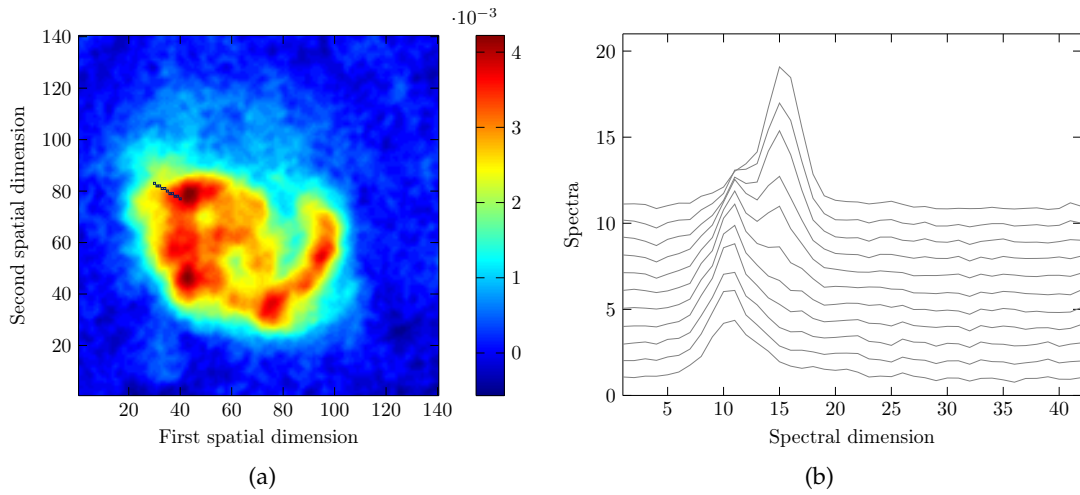 ·10⁻³
140
120
100
80
60
40
20
4
3
2
1
0
20 40 60 80 100 120 140
First spatial dimension
Second spatial dimension
(a)
20
15
10
5
0
5 10 15 20 25 30 35 40
Spectral dimension
Spectra
(b)